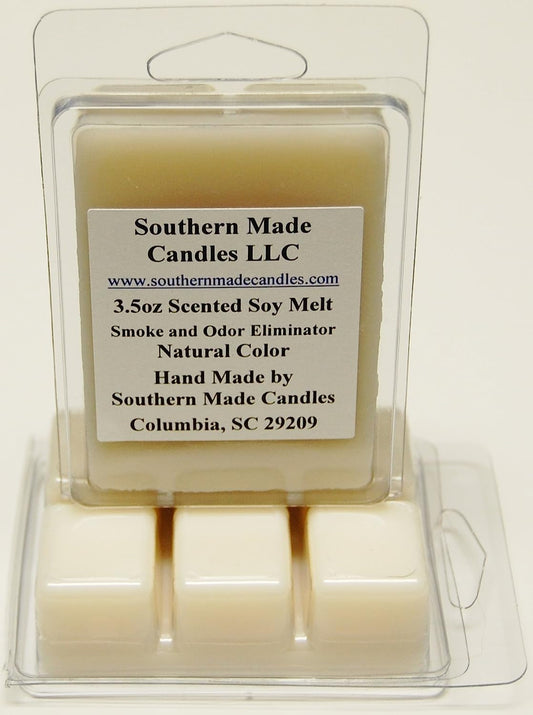 Southern Made
Candles LLC
www.southernmadecandles.com
3.5oz Scented Soy Melt
Smoke and Odor Eliminator
Natural Color
Hand Made by
Southern Made Candles
Columbia, SC 29209